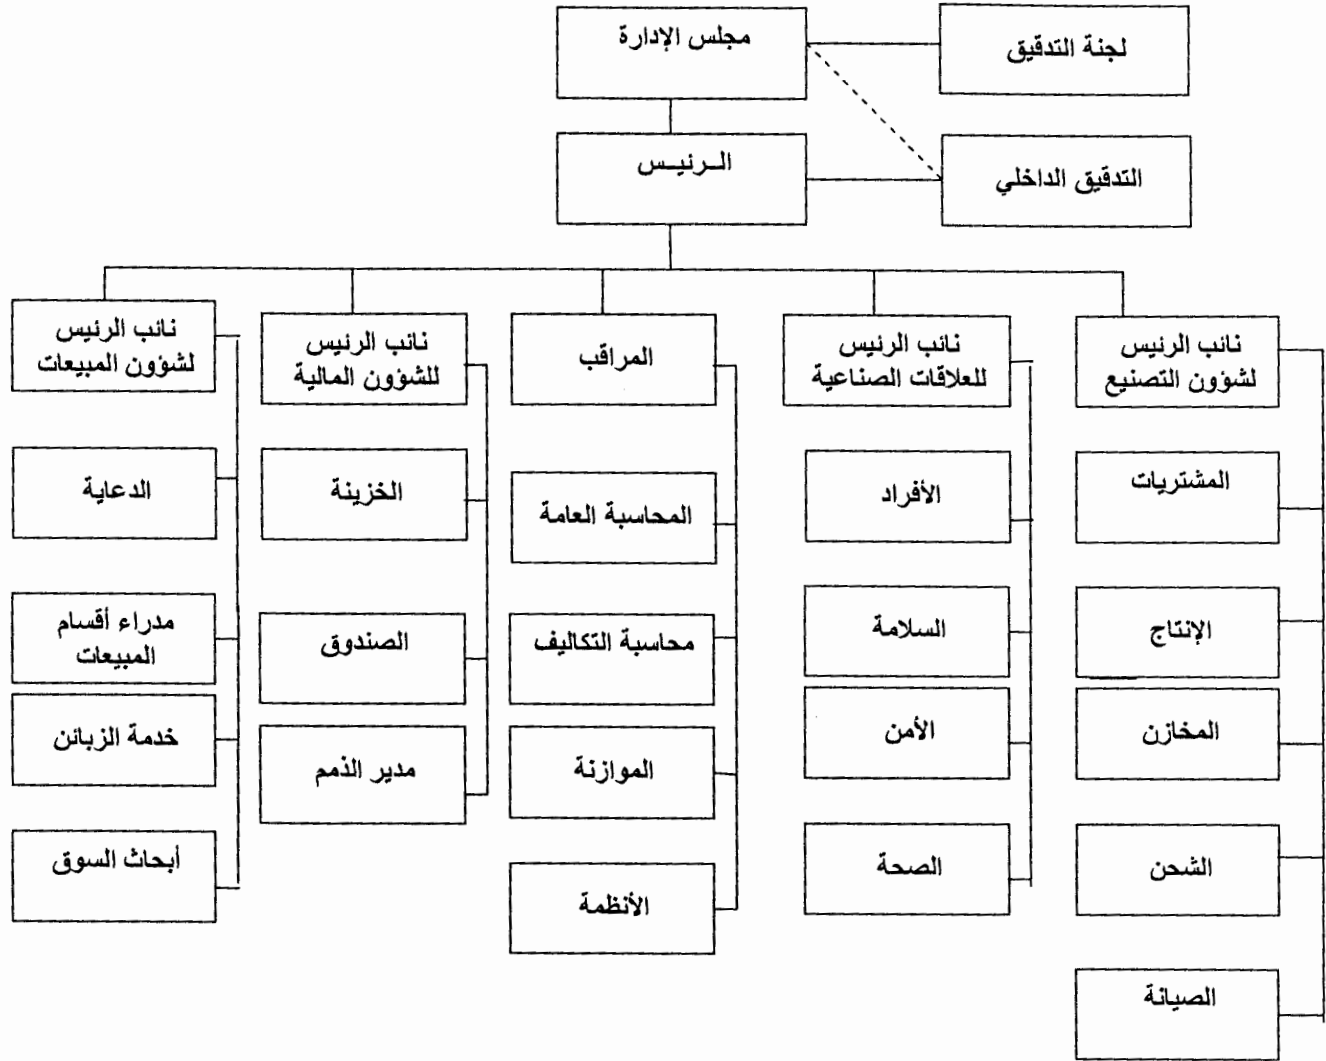 مجلس الإدارة
لجنة التدقيق
الـرئيـس
التدقيق الداخلي
نائب الرئيس
لشؤون التصنيع
المشتريات
الإنتاج
المخازن
الشحن
الصيانة
نائب الرئيس
للعلاقات الصناعية
الأفراد
السلامة
الأمن
الصحة
المراقب
المحاسبة العامة
محاسبة التكاليف
الموازنة
الأنظمة
نائب الرئيس
للشؤون المالية
الخزينة
الصندوق
مدير الذمم
نائب الرئيس
لشؤون المبيعات
الدعاية
مدراء أقسام
المبيعات
خدمة الزبائن
أبحاث السوق